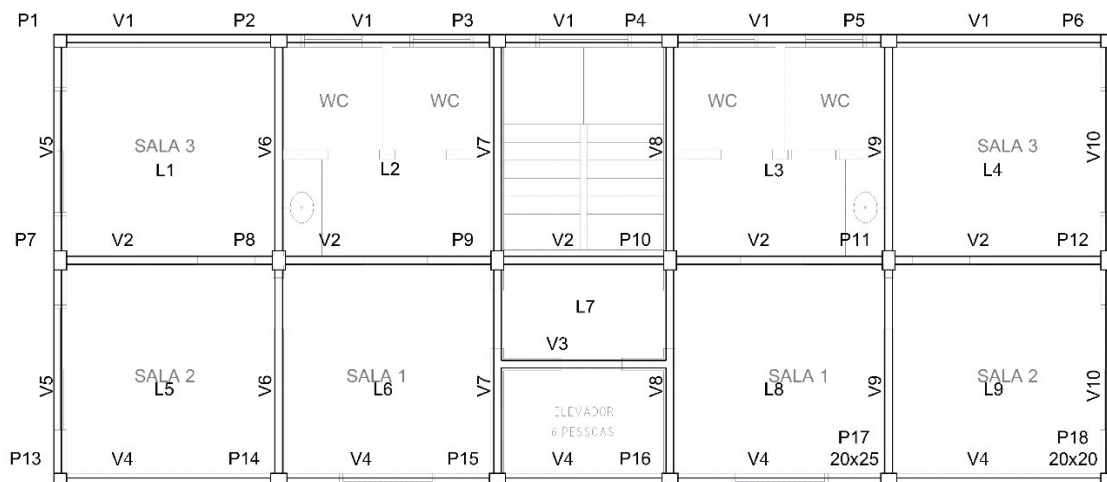 P1 V1 P2 V1 P3 V1 P4 V1 P5 V1 P6
WC WC WC WC
V5 SALA 3 V6 V7 V8 V9 SALA 3 V10
L1 L2 L3 L4
P7 V2 P8 V2 P9 V2 P10 V2 P11 V2 P12
L7
V3
V5 SALA 2 V6 SALA 1 V7 V8 SALA 1 V9 SALA 2 V10
L5 L6 L8 L9
ELEVADOR
6 PESSOAS
P17 P18
P13 V4 P14 V4 P15 V4 P16 V4 20x25 V4 20x20